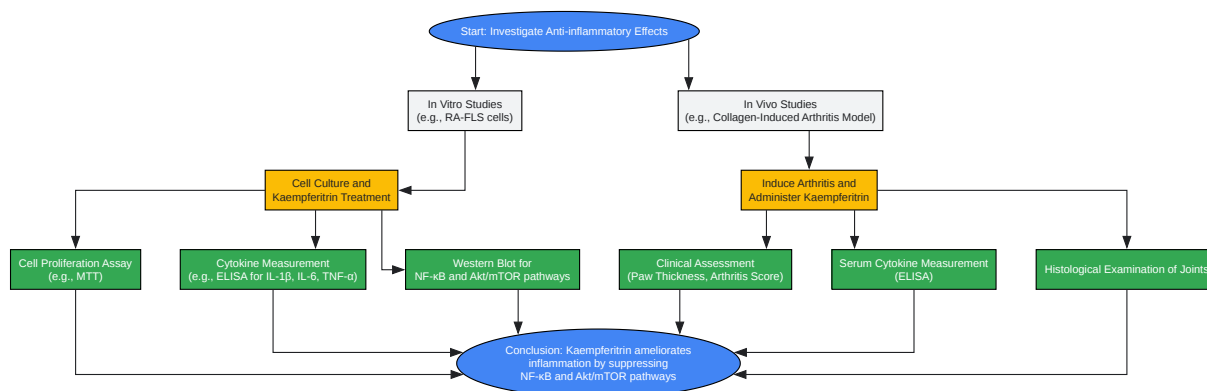 Start: Investigate Anti-inflammatory Effects
In Vitro Studies
(e.g., RA-FLS cells)
In Vivo Studies
(e.g., Collagen-Induced Arthritis Model)
Cell Culture and
Kaempferitrin Treatment
Induce Arthritis and
Administer Kaempferitrin
Cell Proliferation Assay
(e.g., MTT)
Cytokine Measurement
(e.g., ELISA for IL-1β, IL-6, TNF-α)
Western Blot for
NF-κB and Akt/mTOR pathways
Clinical Assessment
(Paw Thickness, Arthritis Score)
Serum Cytokine Measurement
(ELISA)
Histological Examination of Joints
Conclusion: Kaempferitrin ameliorates
inflammation by suppressing
NF-κB and Akt/mTOR pathways